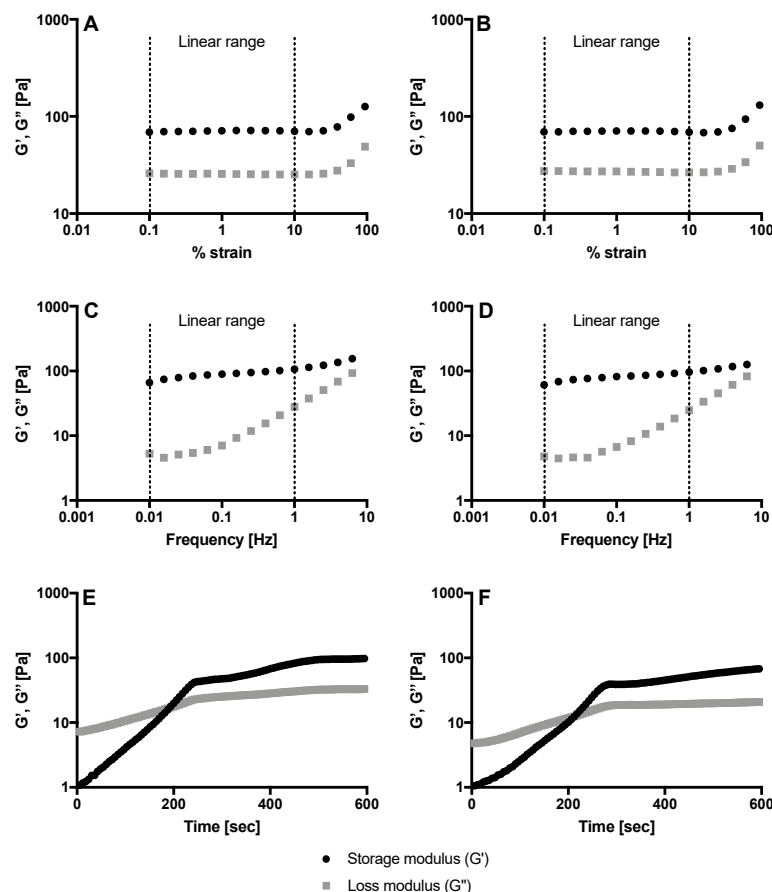 A
Linear range
1000
100
10
G', G" [Pa]
0.01 0.1 1 10 100
% strain
B
Linear range
1000
100
10
G', G" [Pa]
0.01 0.1 1 10 100
% strain
C
Linear range
1000
100
10
1
G', G" [Pa]
0.001 0.01 0.1 1 10
Frequency [Hz]
D
Linear range
1000
100
10
1
G', G" [Pa]
0.001 0.01 0.1 1 10
Frequency [Hz]
E
1000
100
10
1
G', G" [Pa]
0 200 400 600
Time [sec]
F
1000
100
10
1
G', G" [Pa]
0 200 400 600
Time [sec]
Storage modulus (G')
Loss modulus (G")